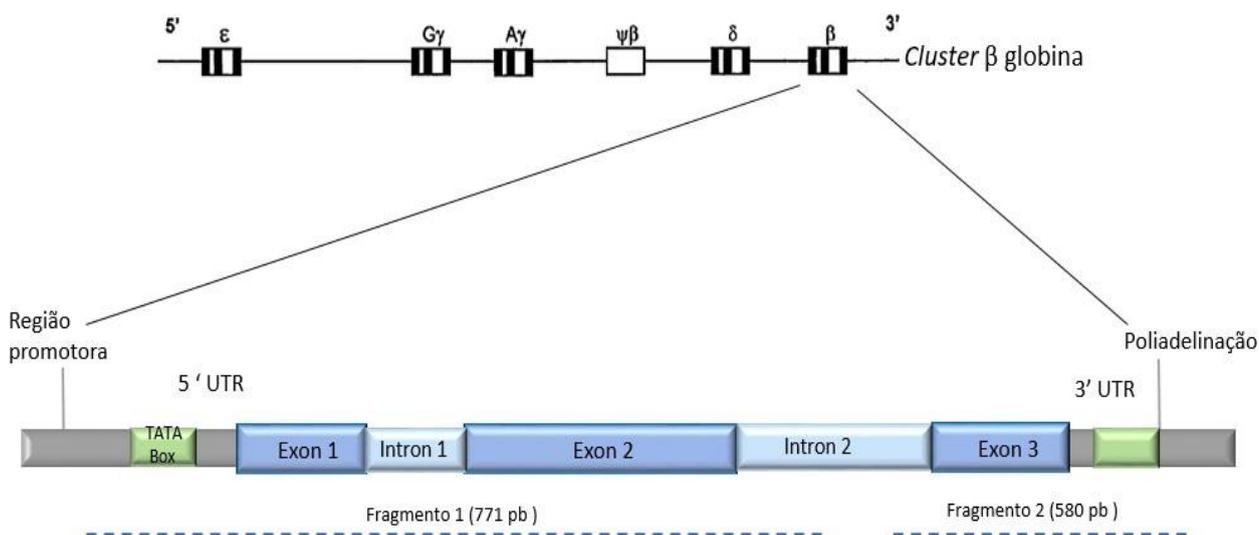 5' ε Gγ Aγ ψβ δ β 3'
Cluster β globina
Região
promotora
Poliadelinação
5 ‘ UTR
3’ UTR
TATA
Box
Exon 1
Intron 1
Exon 2
Intron 2
Exon 3
Fragmento 1 (771 pb )
Fragmento 2 (580 pb )